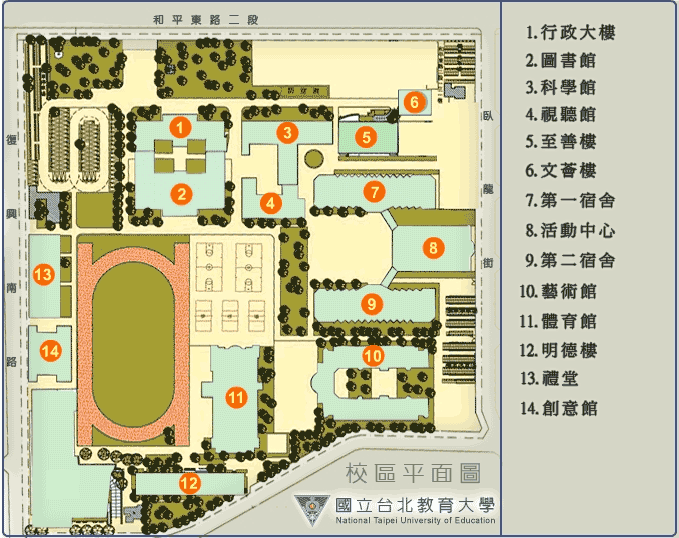 和平東路二段
復興南路
臥龍街
1
2
3
4
5
6
7
8
9
10
11
12
13
14
校區平面圖
國立台北教育大學
National Taipei University of Education
1.行政大樓
2.圖書館
3.科學館
4.視聽館
5.至善樓
6.文薈樓
7.第一宿舍
8.活動中心
9.第二宿舍
10.藝術館
11.體育館
12.明德樓
13.禮堂
14.創意館